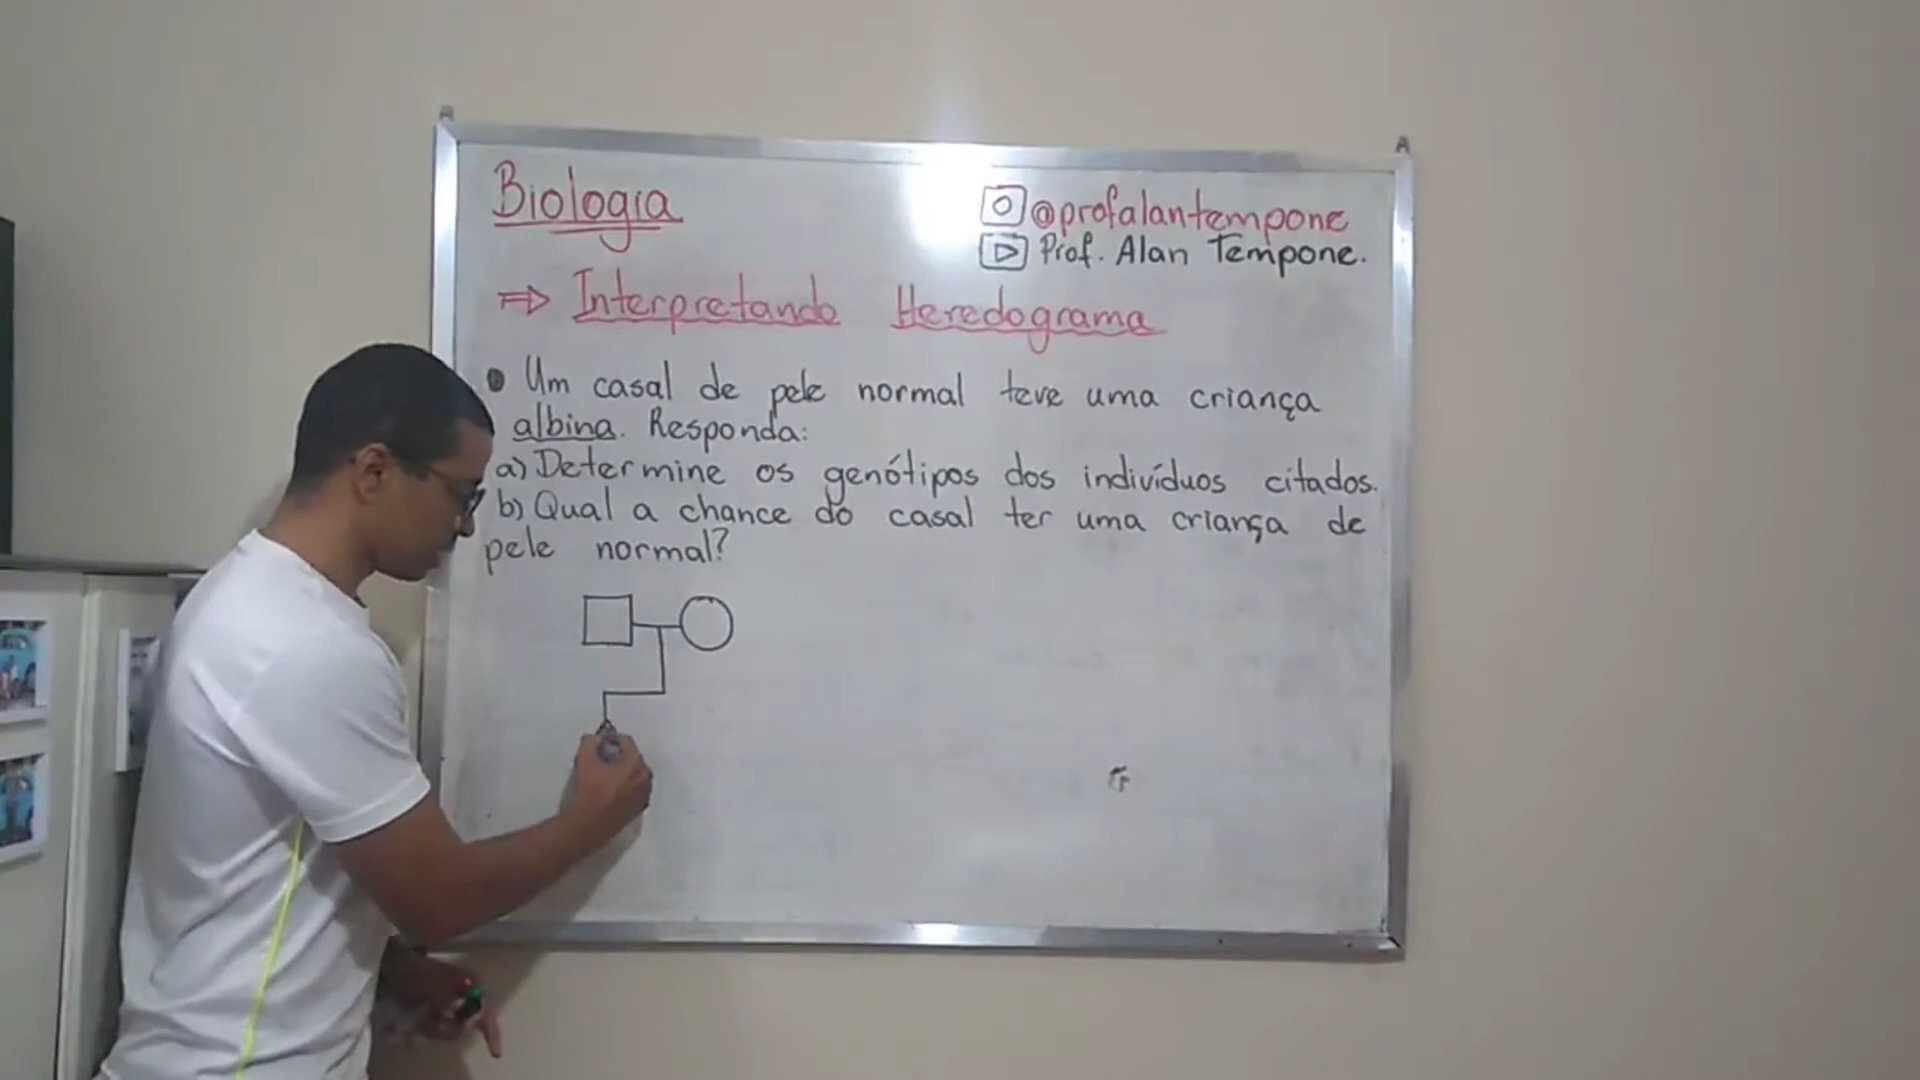 Biologia
@profalantempone
Prof. Alan Tempone.
⇒ Interpretando Heredograma
• Um casal de pele normal teve uma criança
albina. Responda:
a) Determine os genótipos dos indivíduos citados.
b) Qual a chance do casal ter uma criança de
pele normal?